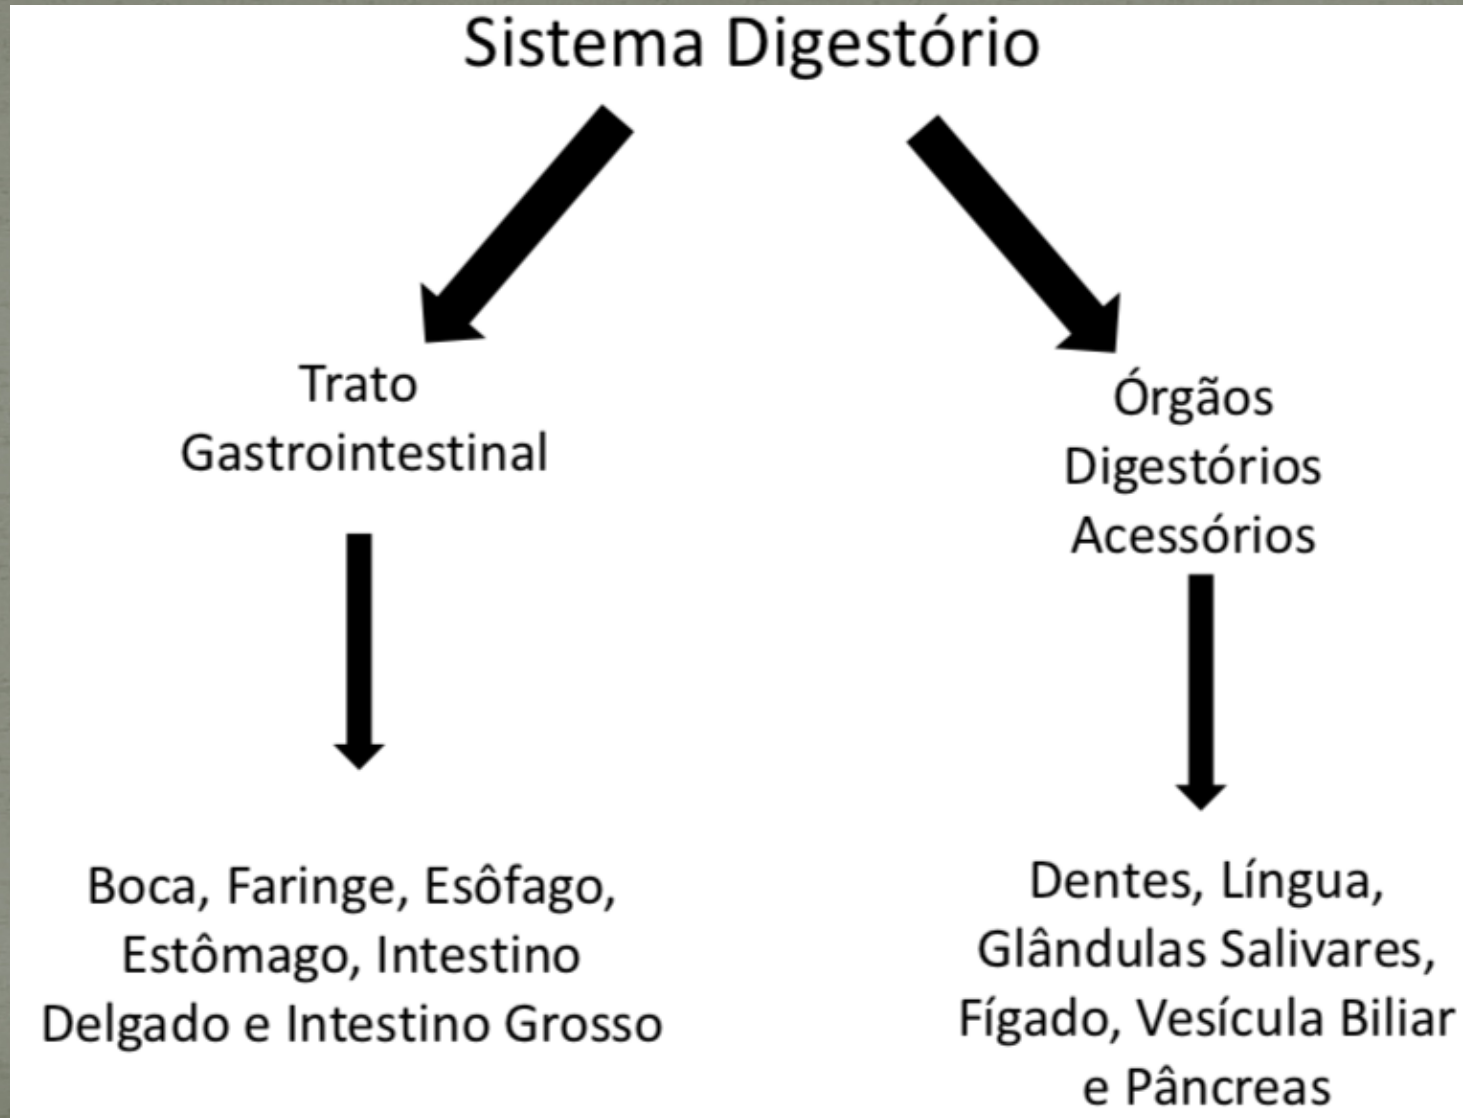 Sistema Digestório
Trato
Gastrointestinal
Órgãos
Digestórios
Acessórios
Boca, Faringe, Esôfago,
Estômago, Intestino
Delgado e Intestino Grosso
Dentes, Língua,
Glândulas Salivares,
Fígado, Vesícula Biliar
e Pâncreas